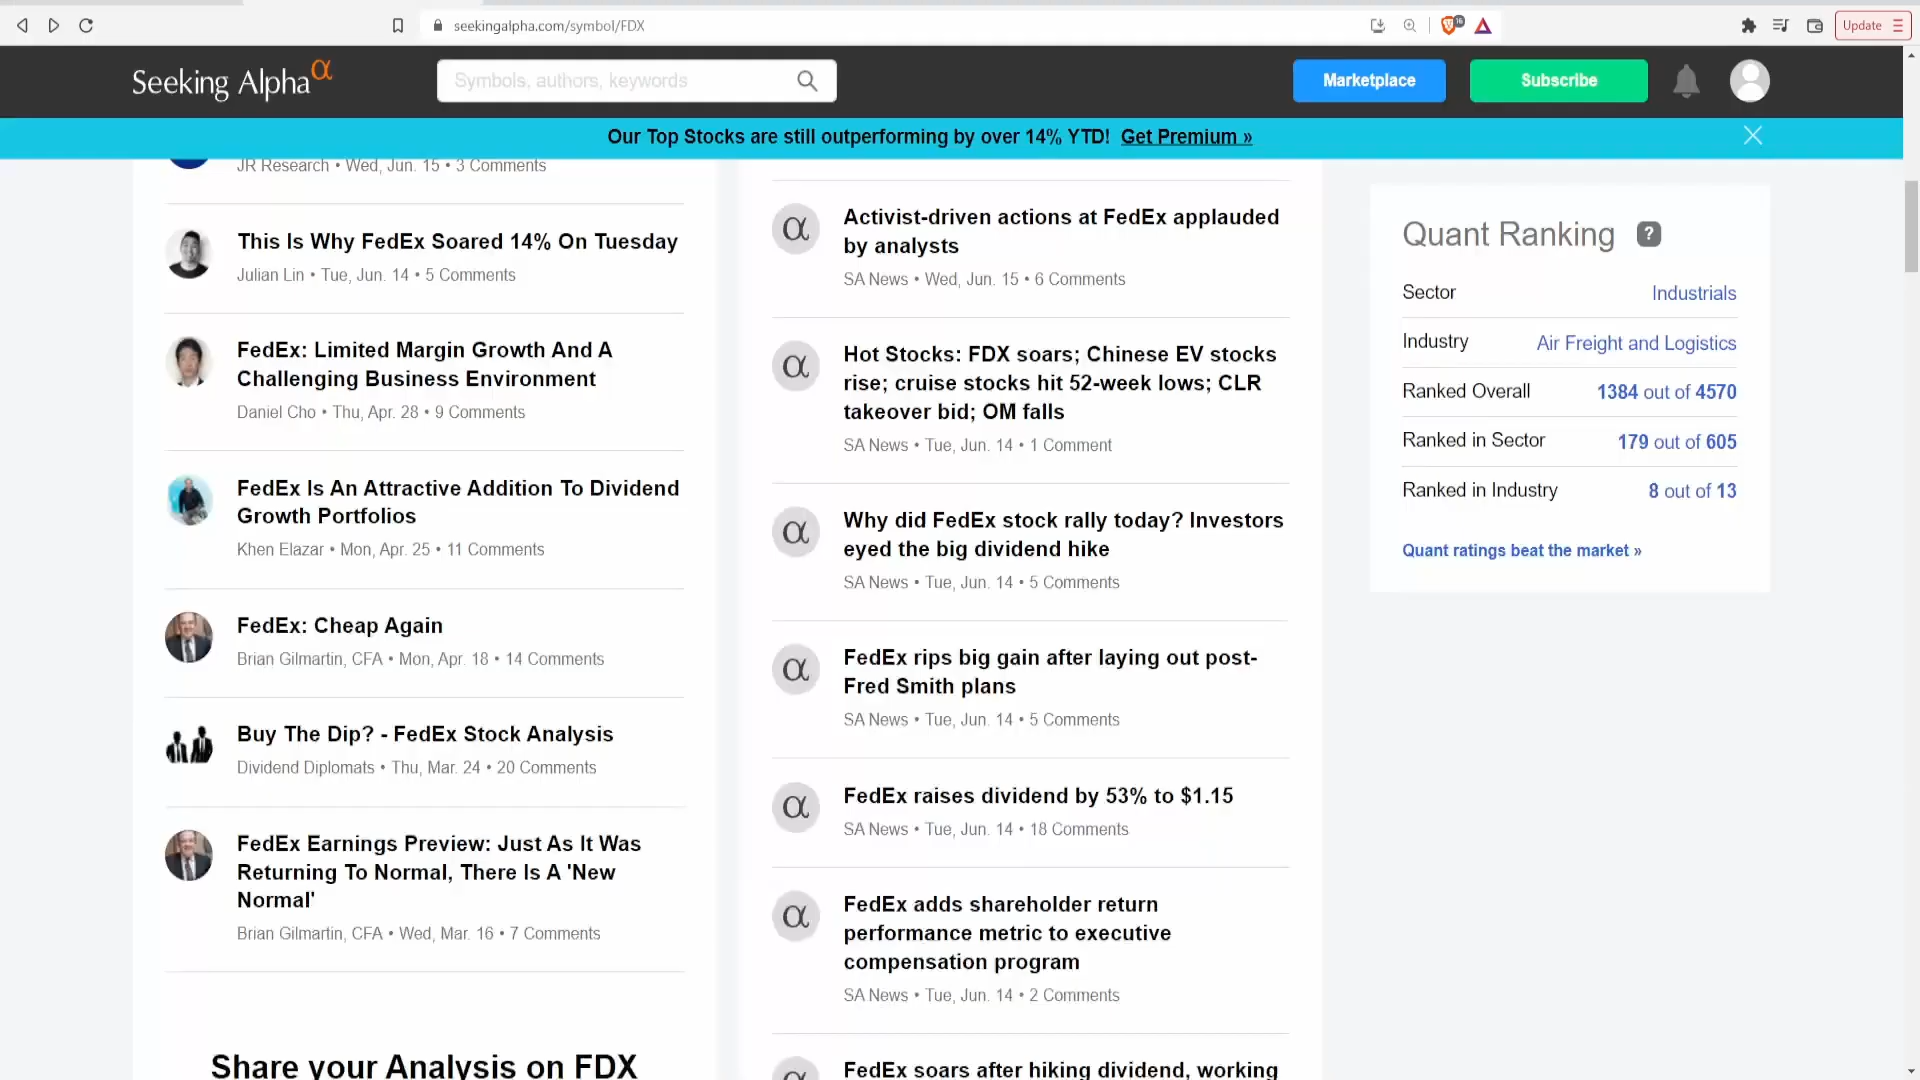 seekingalpha.com/symbol/FDX
16
Update
Seeking Alpha α
Symbols, authors, keywords
Marketplace
Subscribe
Our Top Stocks are still outperforming by over 14% YTD! Get Premium »
JR Research • Wed, Jun. 15 • 3 Comments
This Is Why FedEx Soared 14% On Tuesday
Julian Lin • Tue, Jun. 14 • 5 Comments
FedEx: Limited Margin Growth And A
Challenging Business Environment
Daniel Cho • Thu, Apr. 28 • 9 Comments
FedEx Is An Attractive Addition To Dividend
Growth Portfolios
Khen Elazar • Mon, Apr. 25 • 11 Comments
FedEx: Cheap Again
Brian Gilmartin, CFA • Mon, Apr. 18 • 14 Comments
Buy The Dip? - FedEx Stock Analysis
Dividend Diplomats • Thu, Mar. 24 • 20 Comments
FedEx Earnings Preview: Just As It Was
Returning To Normal, There Is A 'New
Normal'
Brian Gilmartin, CFA • Wed, Mar. 16 • 7 Comments
Share your Analysis on FDX
α
Activist-driven actions at FedEx applauded
by analysts
SA News • Wed, Jun. 15 • 6 Comments
α
Hot Stocks: FDX soars; Chinese EV stocks
rise; cruise stocks hit 52-week lows; CLR
takeover bid; OM falls
SA News • Tue, Jun. 14 • 1 Comment
α
Why did FedEx stock rally today? Investors
eyed the big dividend hike
SA News • Tue, Jun. 14 • 5 Comments
α
FedEx rips big gain after laying out post-
Fred Smith plans
SA News • Tue, Jun. 14 • 5 Comments
α
FedEx raises dividend by 53% to $1.15
SA News • Tue, Jun. 14 • 18 Comments
α
FedEx adds shareholder return
performance metric to executive
compensation program
SA News • Tue, Jun. 14 • 2 Comments
α
FedEx soars after hiking dividend, working
Quant Ranking ?
Sector Industrials
Industry Air Freight and Logistics
Ranked Overall 1384 out of 4570
Ranked in Sector 179 out of 605
Ranked in Industry 8 out of 13
Quant ratings beat the market »